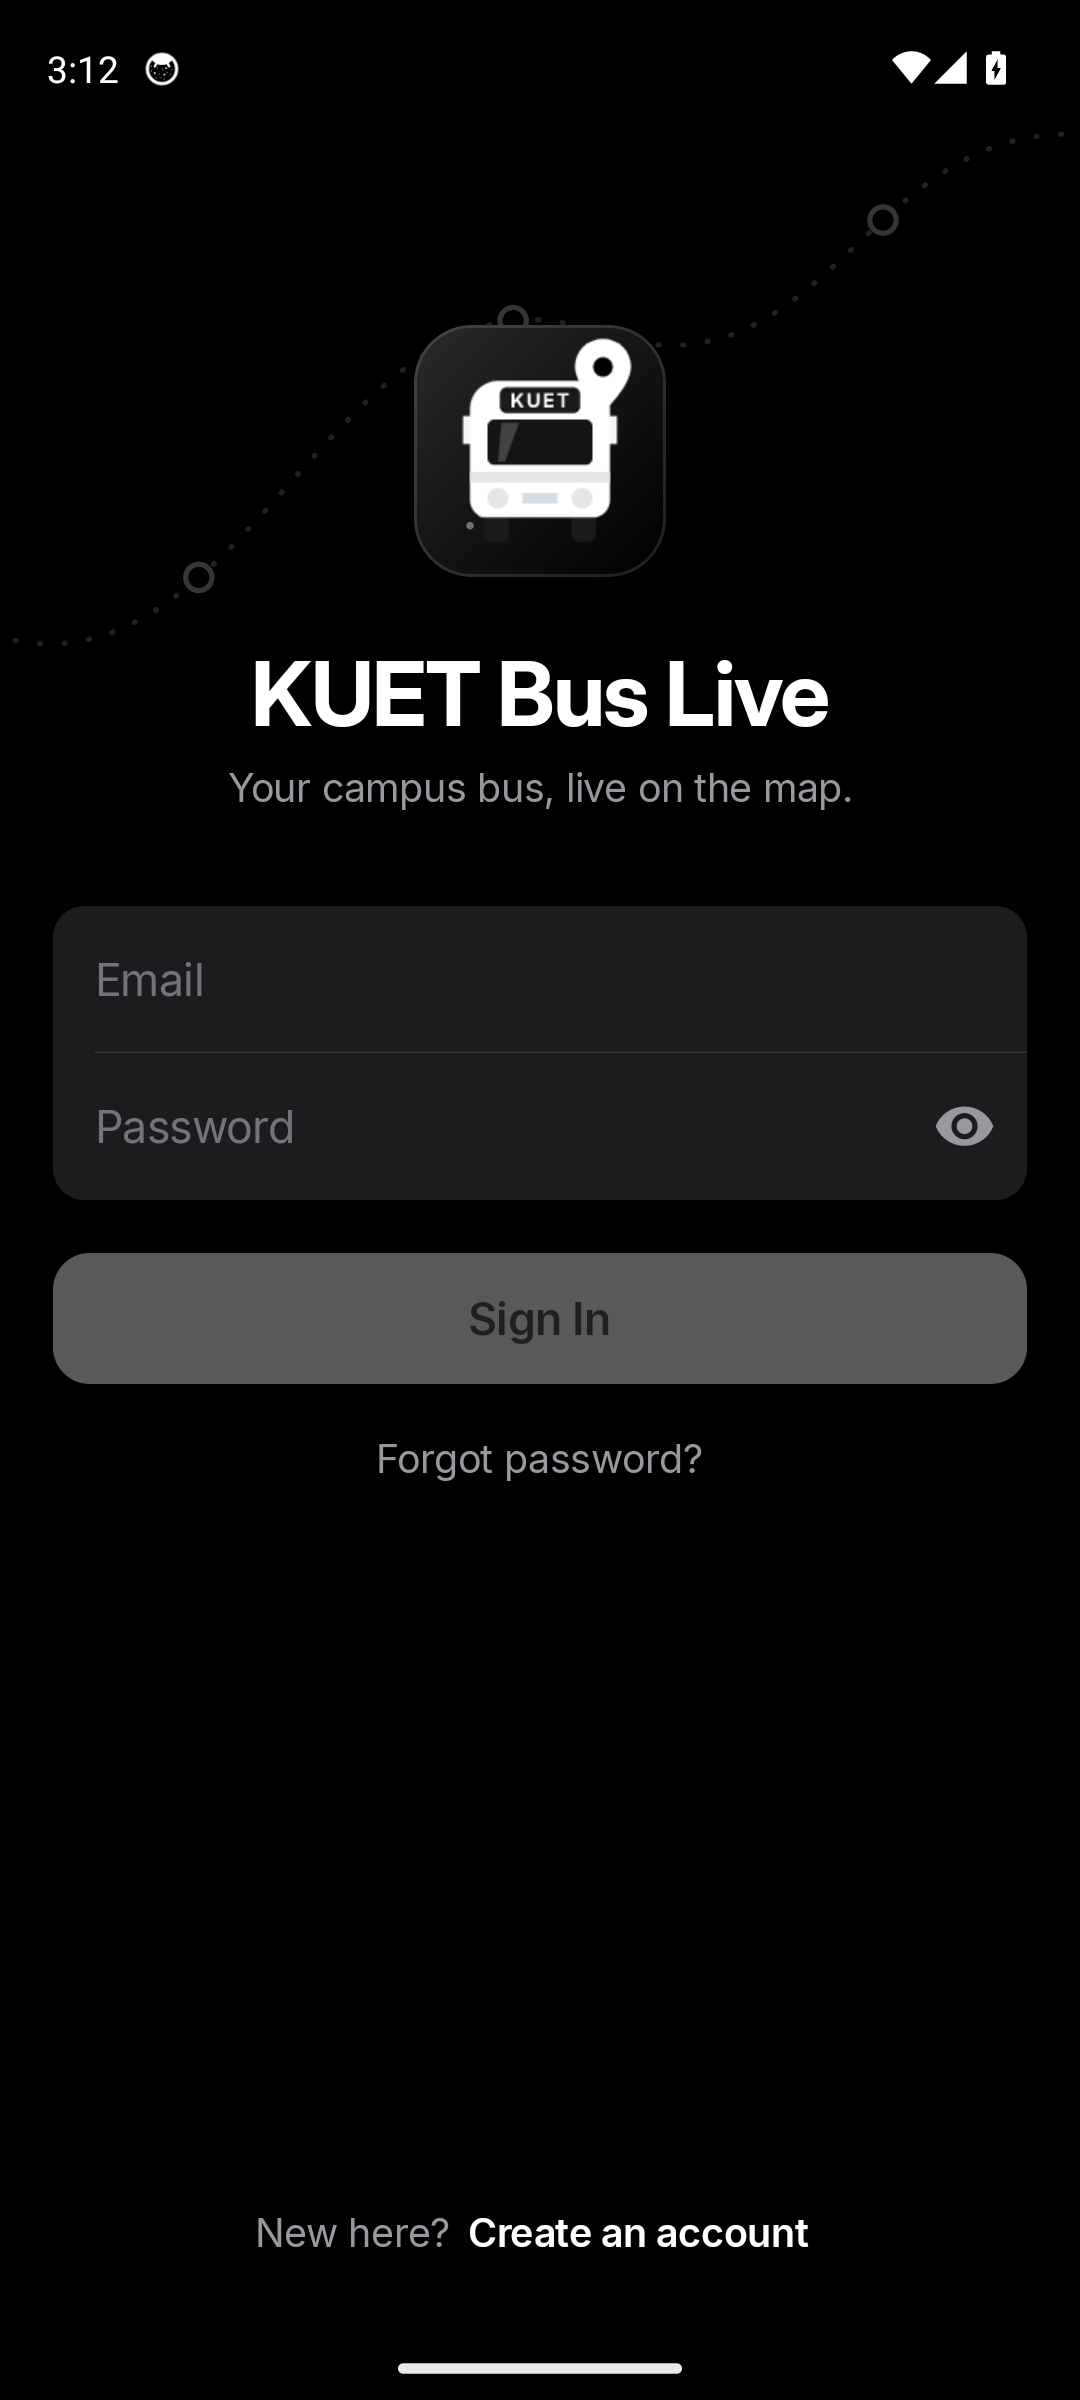 3:12
KUET
KUET Bus Live
Your campus bus, live on the map.
Email
Password
Sign In
Forgot password?
New here? Create an account